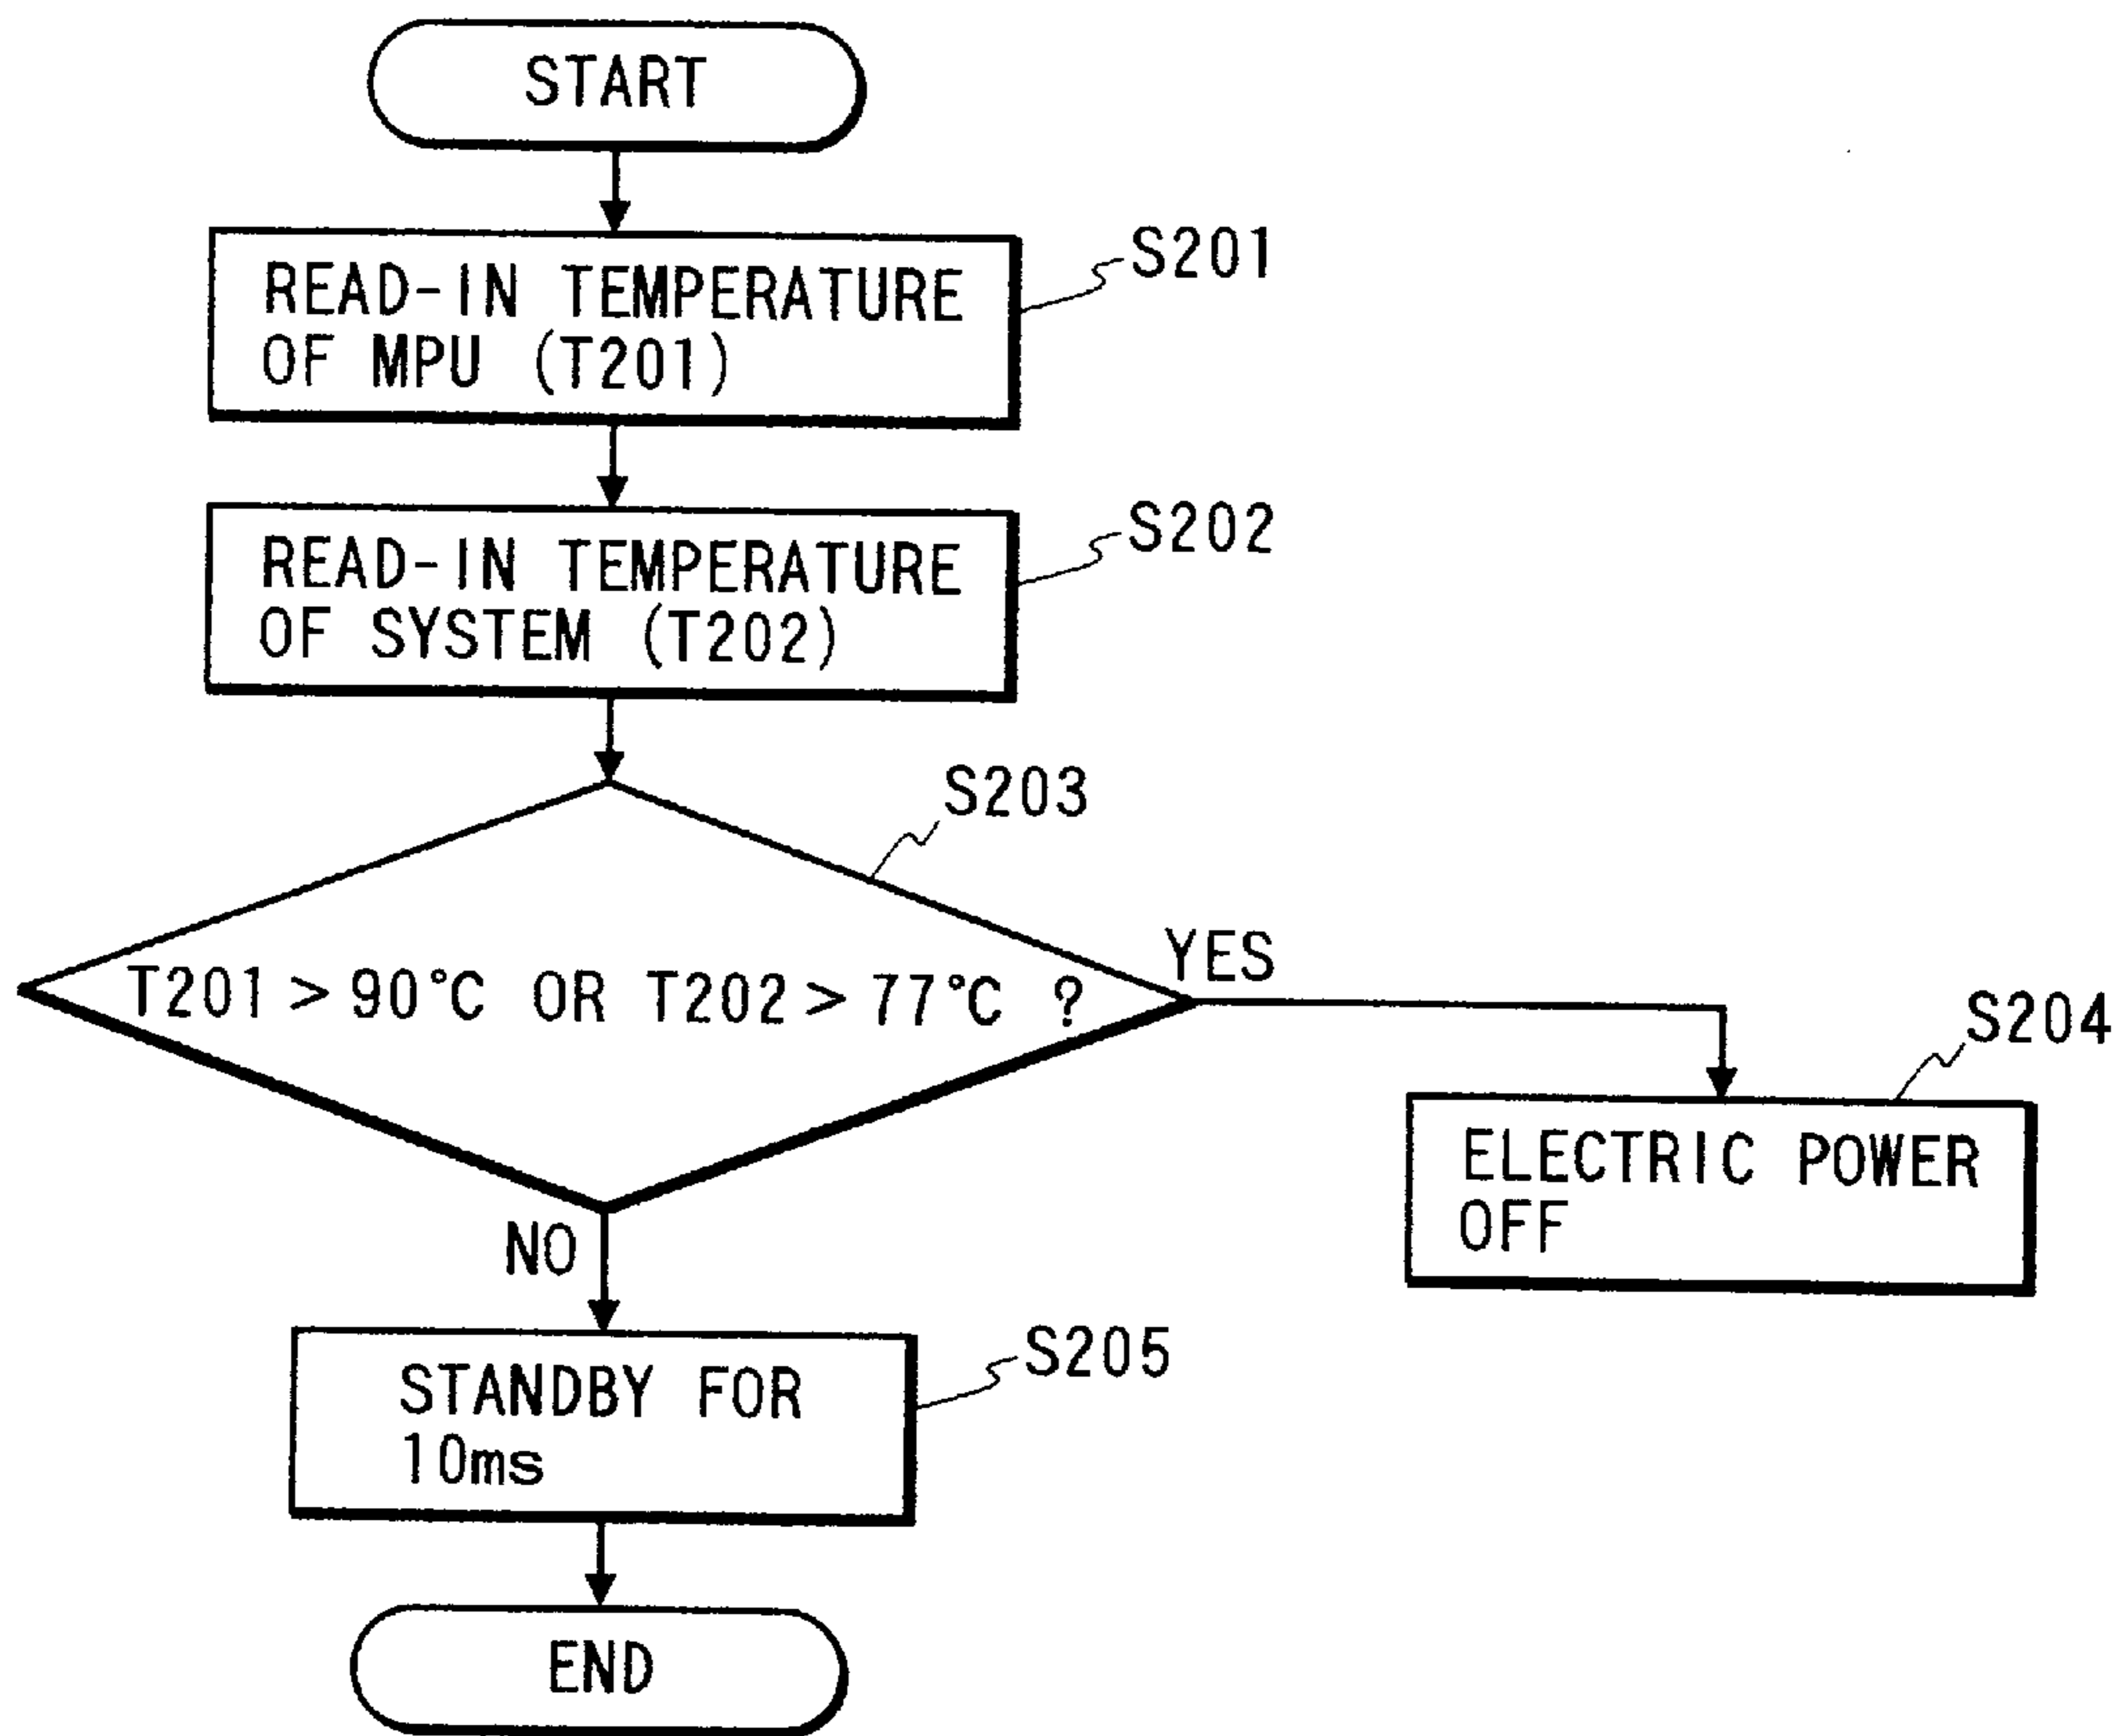 START
READ-IN TEMPERATURE
OF MPU (T201)
S201
READ-IN TEMPERATURE
OF SYSTEM (T202)
S202
S203
T201 > 90°C OR T202 > 77°C ?
YES
S204
ELECTRIC POWER
OFF
NO
STANDBY FOR
10ms
S205
END